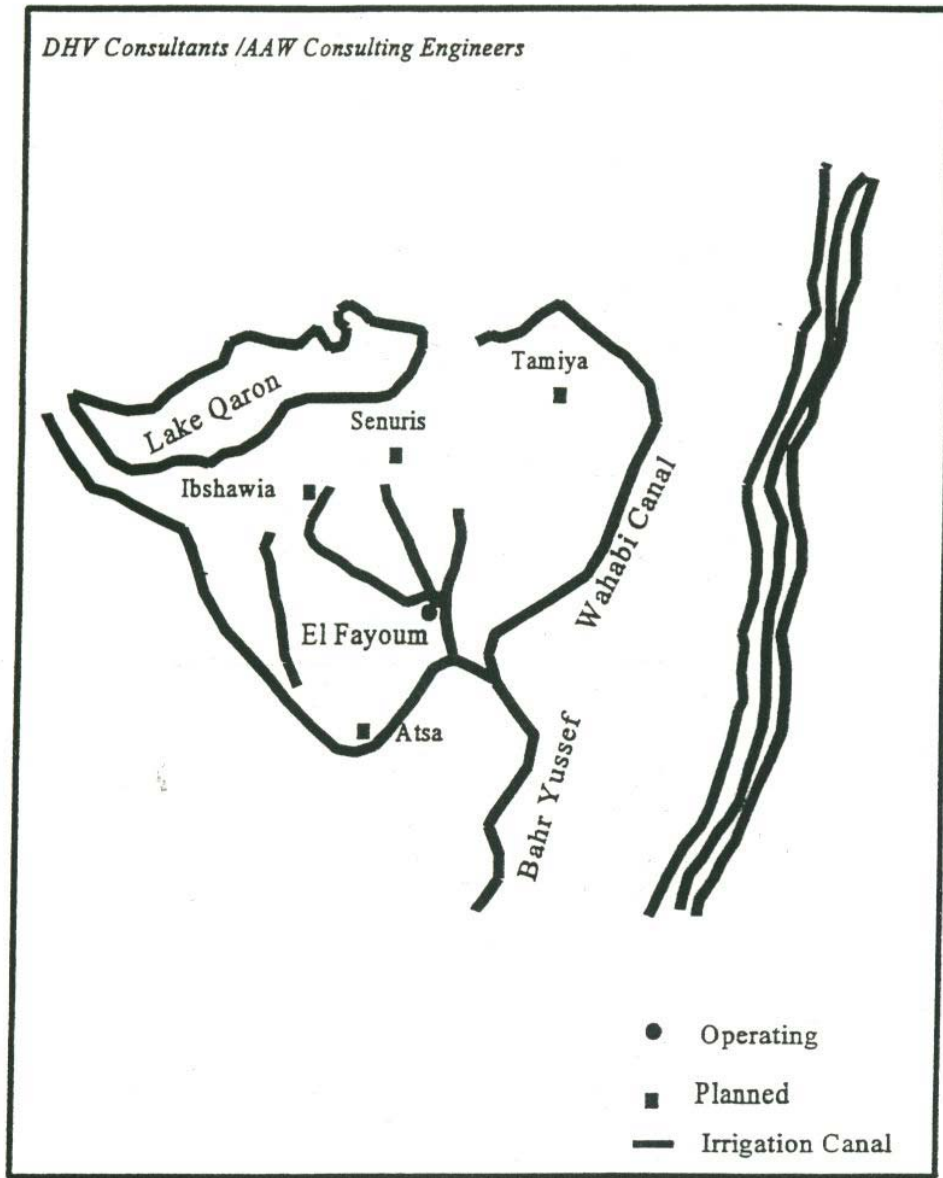 DHV Consultants /AAW Consulting Engineers
Tamiya
Lake Qaron
Senuris
Ibshawia
Wahabi Canal
El Fayoum
Atsa
Bahr Yussef
Operating
Planned
Irrigation Canal